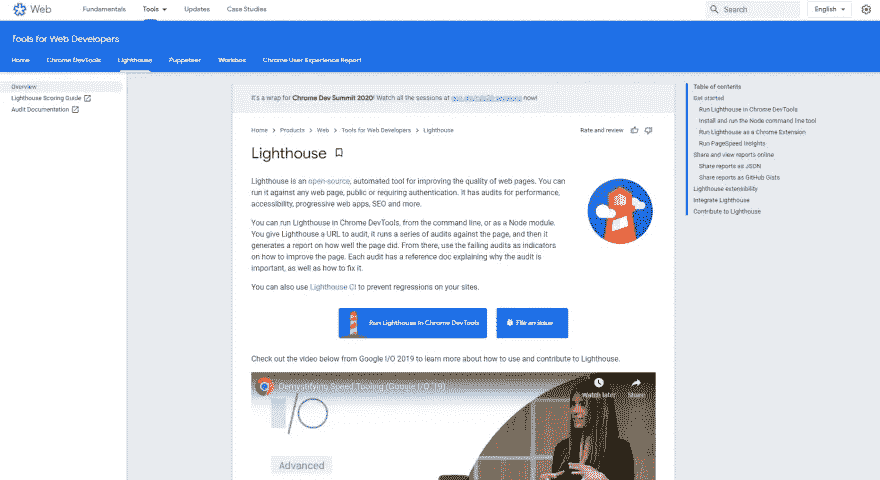 Web
Fundamentals
Tools
Updates
Case Studies
Search
English
Tools for Web Developers
Home
Chrome DevTools
Lighthouse
Puppeteer
Workbox
Chrome User Experience Report
Overview
Lighthouse Scoring Guide
Audit Documentation
It's a wrap for Chrome Dev Summit 2020! Watch all the sessions at now!
Home > Products > Web > Tools for Web Developers > Lighthouse
Rate and review
Lighthouse
Lighthouse is an open-source, automated tool for improving the quality of web pages. You can
run it against any web page, public or requiring authentication. It has audits for performance,
accessibility, progressive web apps, SEO and more.
You can run Lighthouse in Chrome DevTools, from the command line, or as a Node module.
You give Lighthouse a URL to audit, it runs a series of audits against the page, and then it
generates a report on how well the page did. From there, use the failing audits as indicators
on how to improve the page. Each audit has a reference doc explaining why the audit is
important, as well as how to fix it.
You can also use Lighthouse CI to prevent regressions on your sites.
Run Lighthouse in Chrome DevTools
File an issue
Check out the video below from Google I/O 2019 to learn more about how to use and contribute to Lighthouse.
Demystifying Speed Tooling (Google I/O '19)
Watch later
Share
I/O
Advanced
Table of contents
Get started
Run Lighthouse in Chrome DevTools
Install and run the Node command line tool
Run Lighthouse as a Chrome Extension
Run PageSpeed Insights
Share and view reports online
Share reports as JSON
Share reports as GitHub Gists
Lighthouse extensibility
Integrate Lighthouse
Contribute to Lighthouse